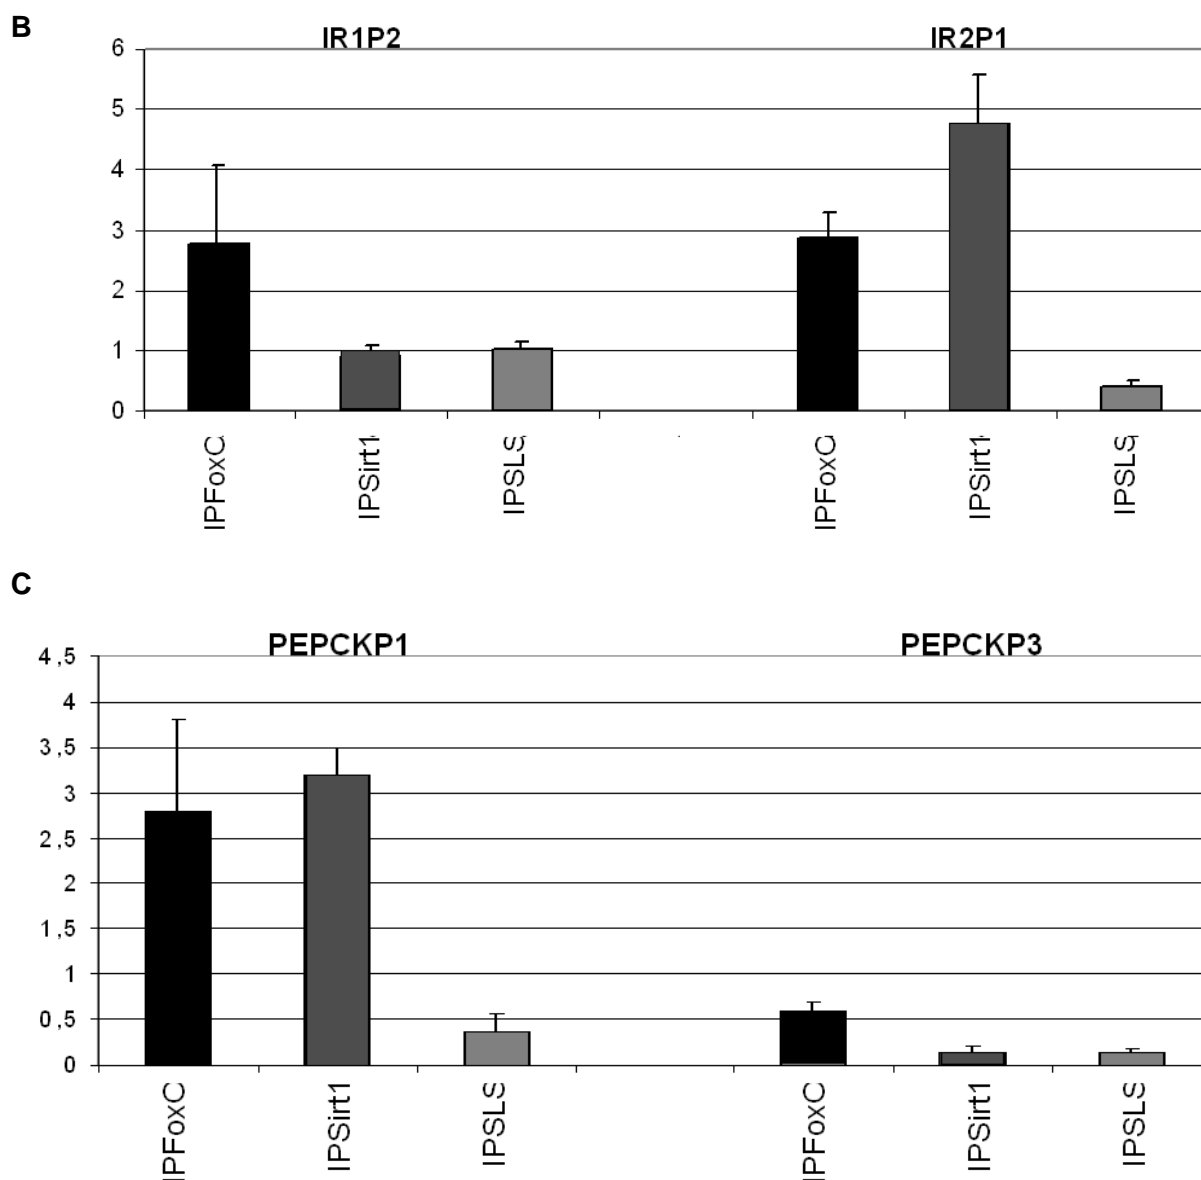 B
IR1P2 IR2P1
6
5
4
3
2
1
0
IPFoxC IPSirt1 IPSLS IPFoxC IPSirt1 IPSLS
C
PEPCKP1 PEPCKP3
4,5
4
3,5
3
2,5
2
1,5
1
0,5
0
IPFoxC IPSirt1 IPSLS IPFoxC IPSirt1 IPSLS